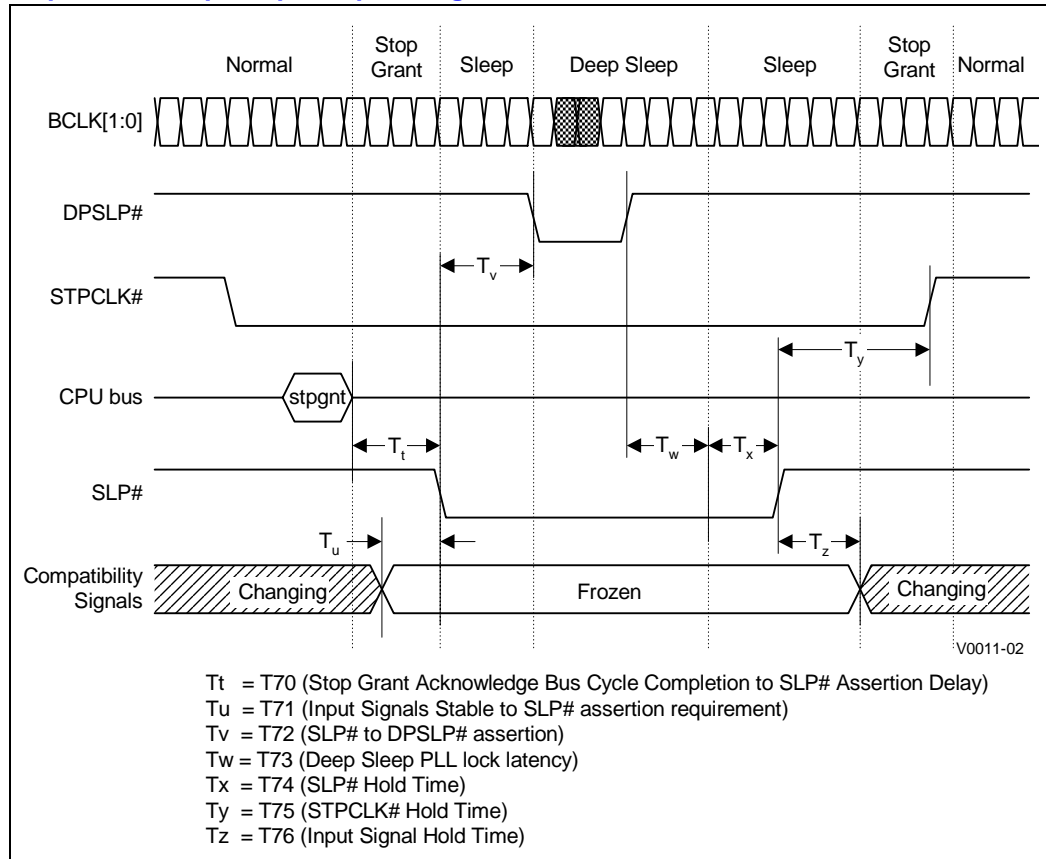 Normal
Stop
Grant
Sleep
Deep Sleep
Sleep
Stop
Grant
Normal
BCLK[1:0]
DPSLP#
Tv
STPCLK#
Ty
CPU bus
stpgnt
Tt
Tw
Tx
SLP#
Tu
Tz
Compatibility
Signals
Changing
Frozen
Changing
V0011-02
Tt = T70 (Stop Grant Acknowledge Bus Cycle Completion to SLP# Assertion Delay)
Tu = T71 (Input Signals Stable to SLP# assertion requirement)
Tv = T72 (SLP# to DPSLP# assertion)
Tw = T73 (Deep Sleep PLL lock latency)
Tx = T74 (SLP# Hold Time)
Ty = T75 (STPCLK# Hold Time)
Tz = T76 (Input Signal Hold Time)